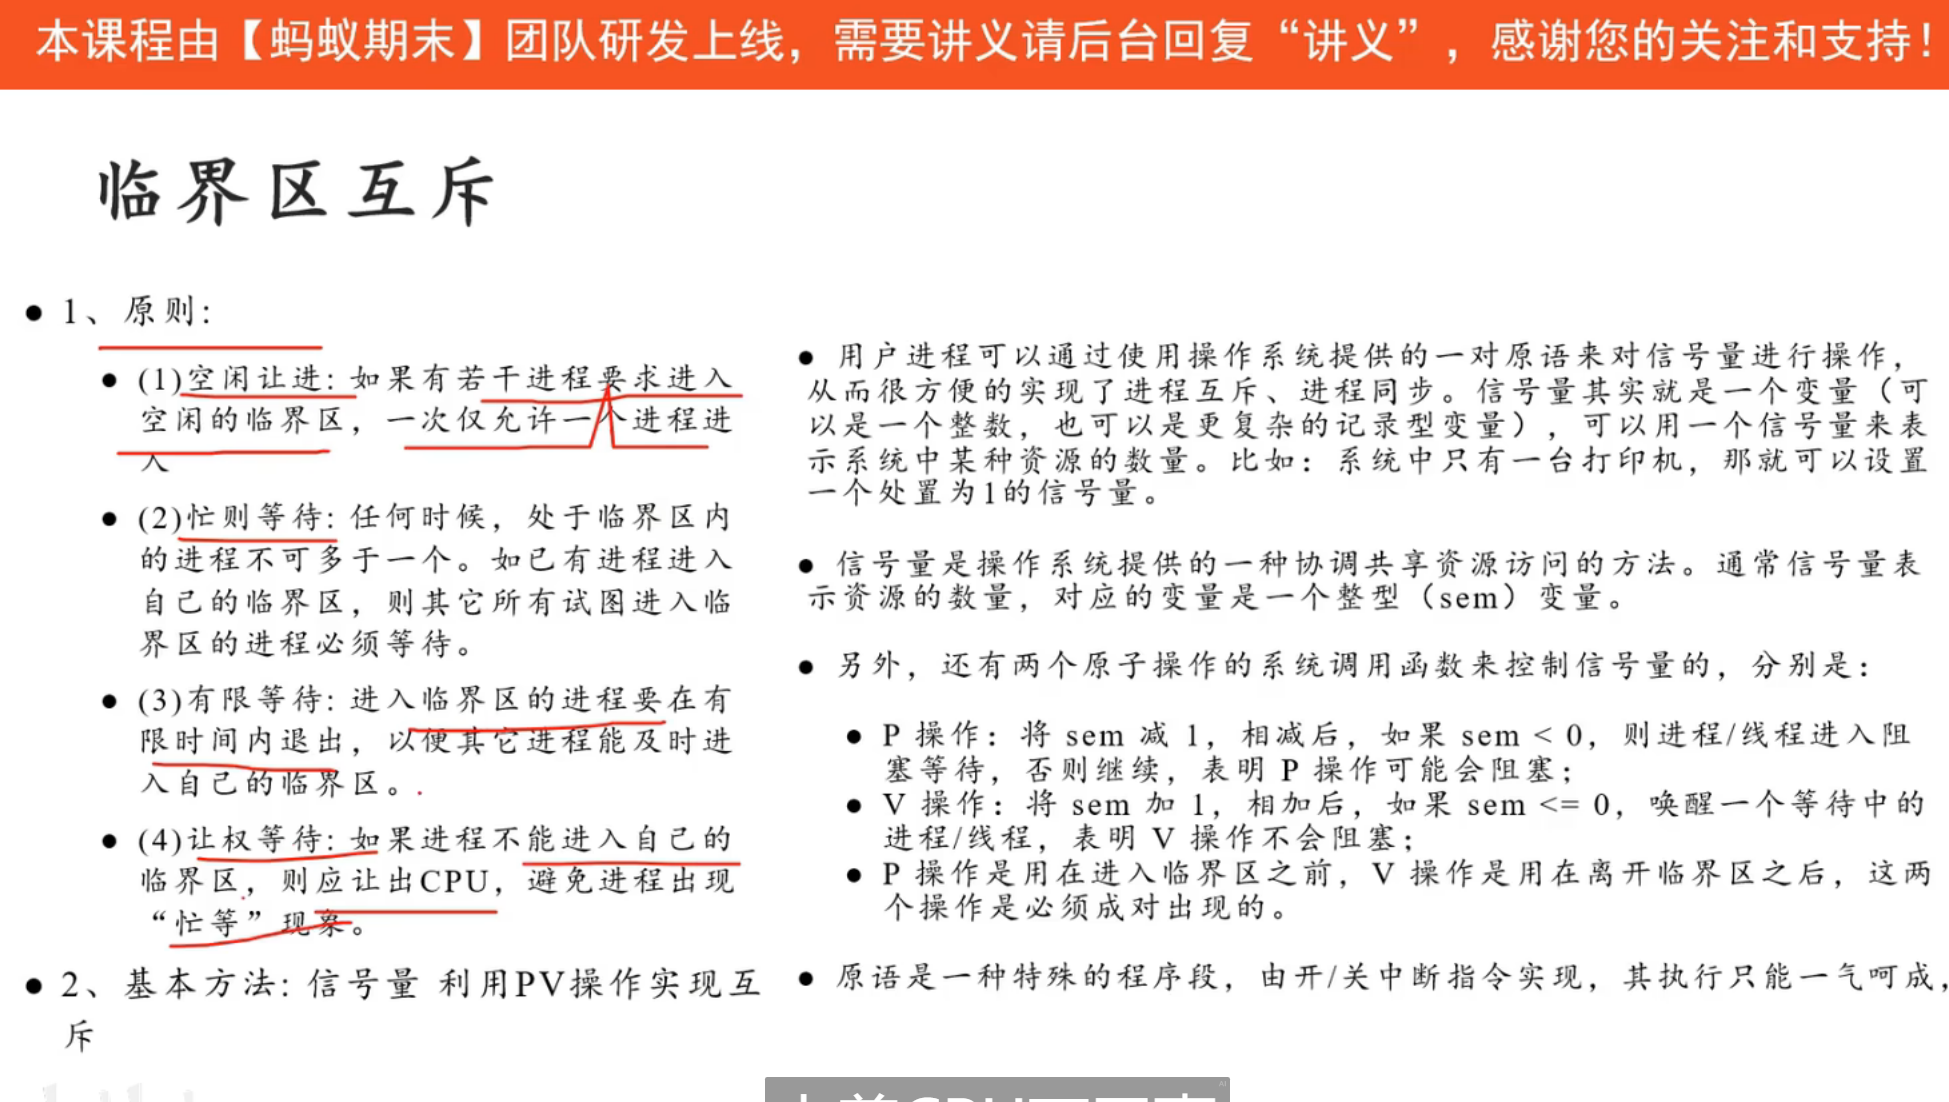 本课程由【蚂蚁期末】团队研发上线，需要讲义请后台回复“讲义”，感谢您的关注和支持！
临界区互斥
● 1、原则:
● (1)空闲让进: 如果有若干进程要求进入
空闲的临界区，一次仅允许一个进程进
入
● (2)忙则等待: 任何时候，处于临界区内
的进程不可多于一个。如已有进程进入
自己的临界区，则其它所有试图进入临
界区的进程必须等待。
● (3)有限等待: 进入临界区的进程要在有
限时间内退出，以便其它进程能及时进
入自己的临界区。
● (4)让权等待: 如果进程不能进入自己的
临界区，则应让出CPU，避免进程出现
“忙等”现象。
● 2、基本方法: 信号量 利用PV操作实现互
斥
● 用户进程可以通过使用操作系统提供的一对原语来对信号量进行操作，
从而很方便的实现了进程互斥、进程同步。信号量其实就是一个变量（可
以是一个整数，也可以是更复杂的记录型变量），可以用一个信号量来表
示系统中某种资源的数量。比如：系统中只有一台打印机，那就可以设置
一个处置为1的信号量。
● 信号量是操作系统提供的一种协调共享资源访问的方法。通常信号量表
示资源的数量，对应的变量是一个整型（sem）变量。
● 另外，还有两个原子操作的系统调用函数来控制信号量的，分别是：
● P 操作：将 sem 减 1，相减后，如果 sem < 0，则进程/线程进入阻
塞等待，否则继续，表明 P 操作可能会阻塞；
● V 操作：将 sem 加 1，相加后，如果 sem <= 0，唤醒一个等待中的
进程/线程，表明 V 操作不会阻塞；
● P 操作是用在进入临界区之前，V 操作是用在离开临界区之后，这两
个操作是必须成对出现的。
● 原语是一种特殊的程序段，由开/关中断指令实现，其执行只能一气呵成，